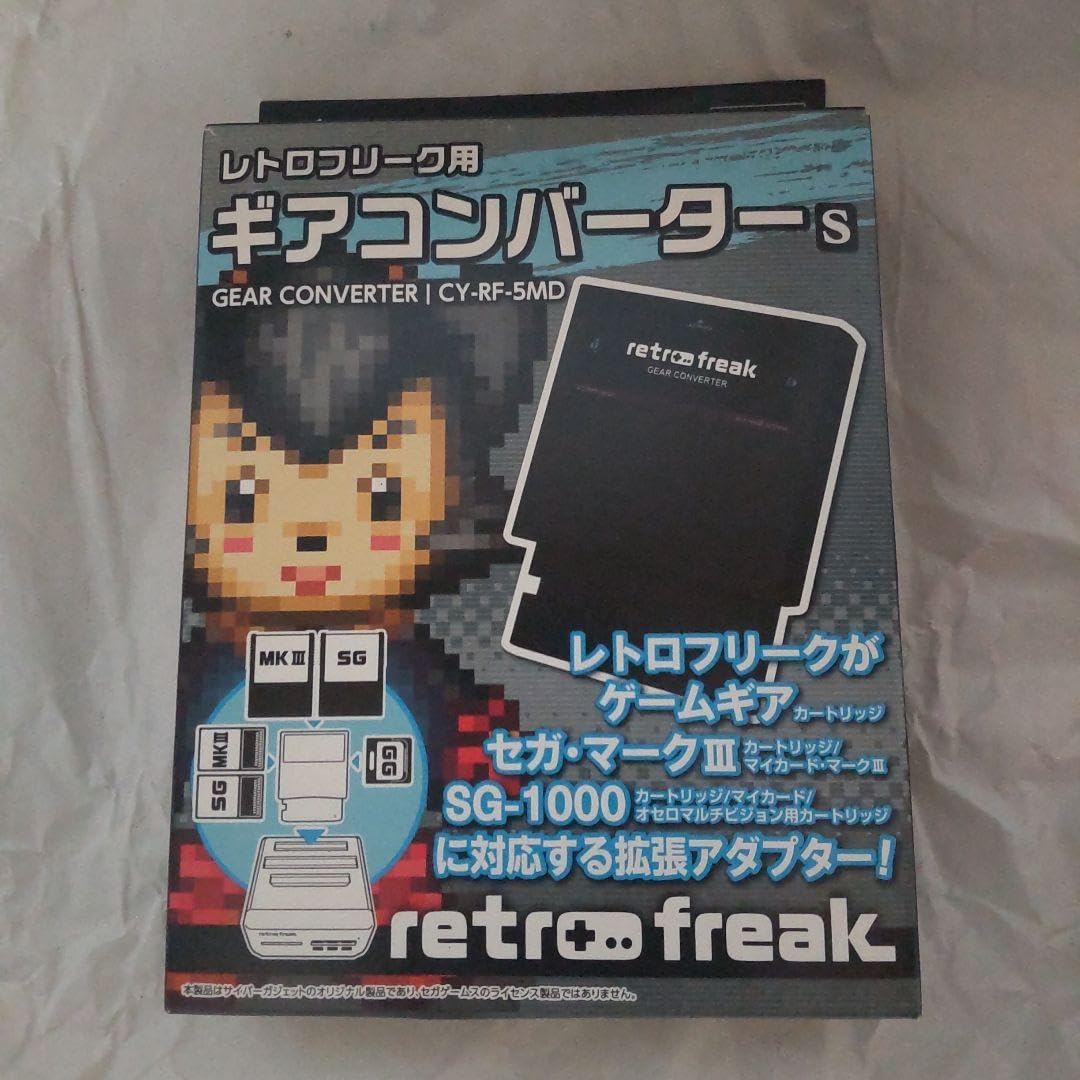 レトロフリーク用
ギアコンバーターS
GEAR CONVERTER | CY-RF-5MD
retro freak
GEAR CONVERTER
MKⅢ
SG
MKⅢ
SG
GG
レトロフリークが
ゲームギア カートリッジ
セガ・マークⅢ カートリッジ/
マイカード・マークⅢ
SG-1000 カートリッジ/マイカード/
オセロマルチビジョン用カートリッジ
に対応する拡張アダプター!
retro freak
retro freak
本製品はサイバーガジェットのオリジナル製品であり、セガゲームスのライセンス製品ではありません。